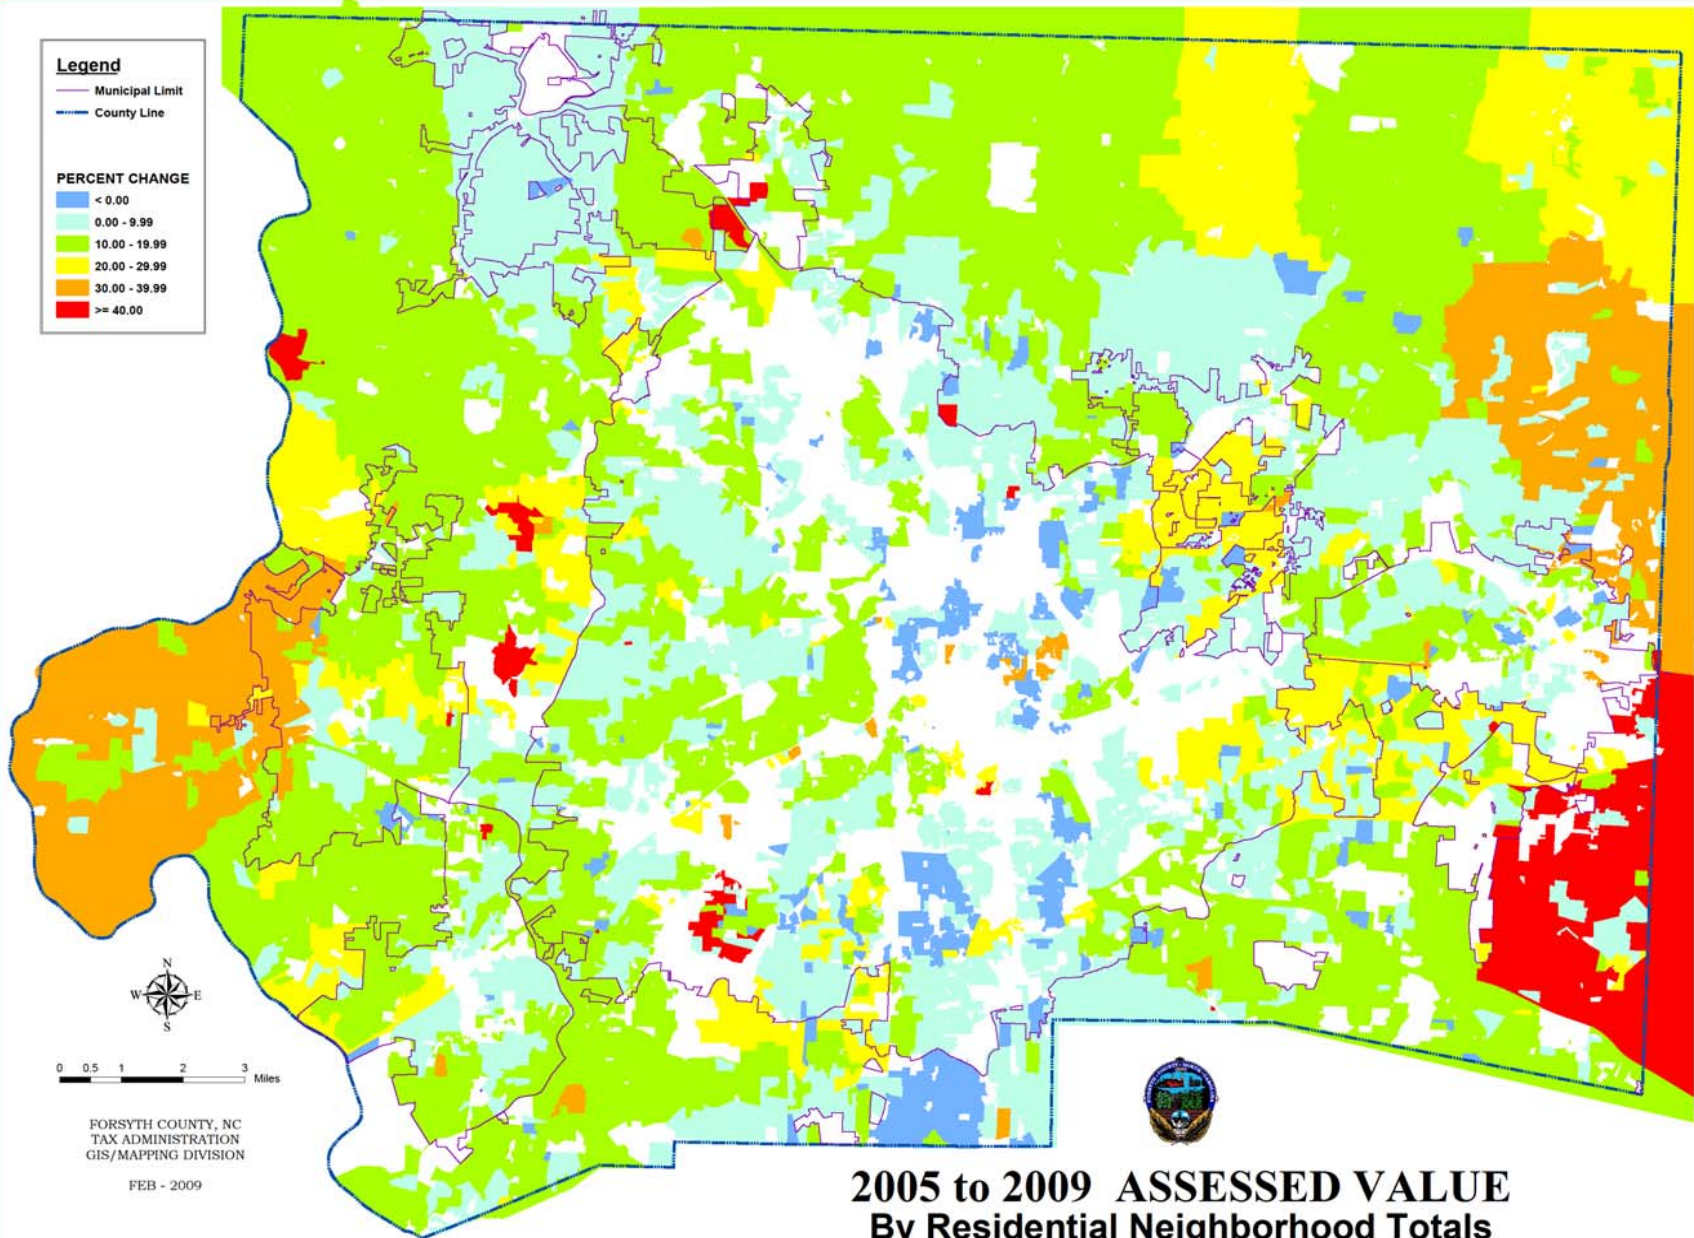 Legend
Municipal Limit
County Line
PERCENT CHANGE
< 0.00
0.00 - 9.99
10.00 - 19.99
20.00 - 29.99
30.00 - 39.99
>= 40.00
N
W E
S
0 0.5 1 2 3
Miles
FORSYTH COUNTY, NC
TAX ADMINISTRATION
GIS/MAPPING DIVISION
FEB - 2009
2005 to 2009 ASSESSED VALUE
By Residential Neighborhood Totals